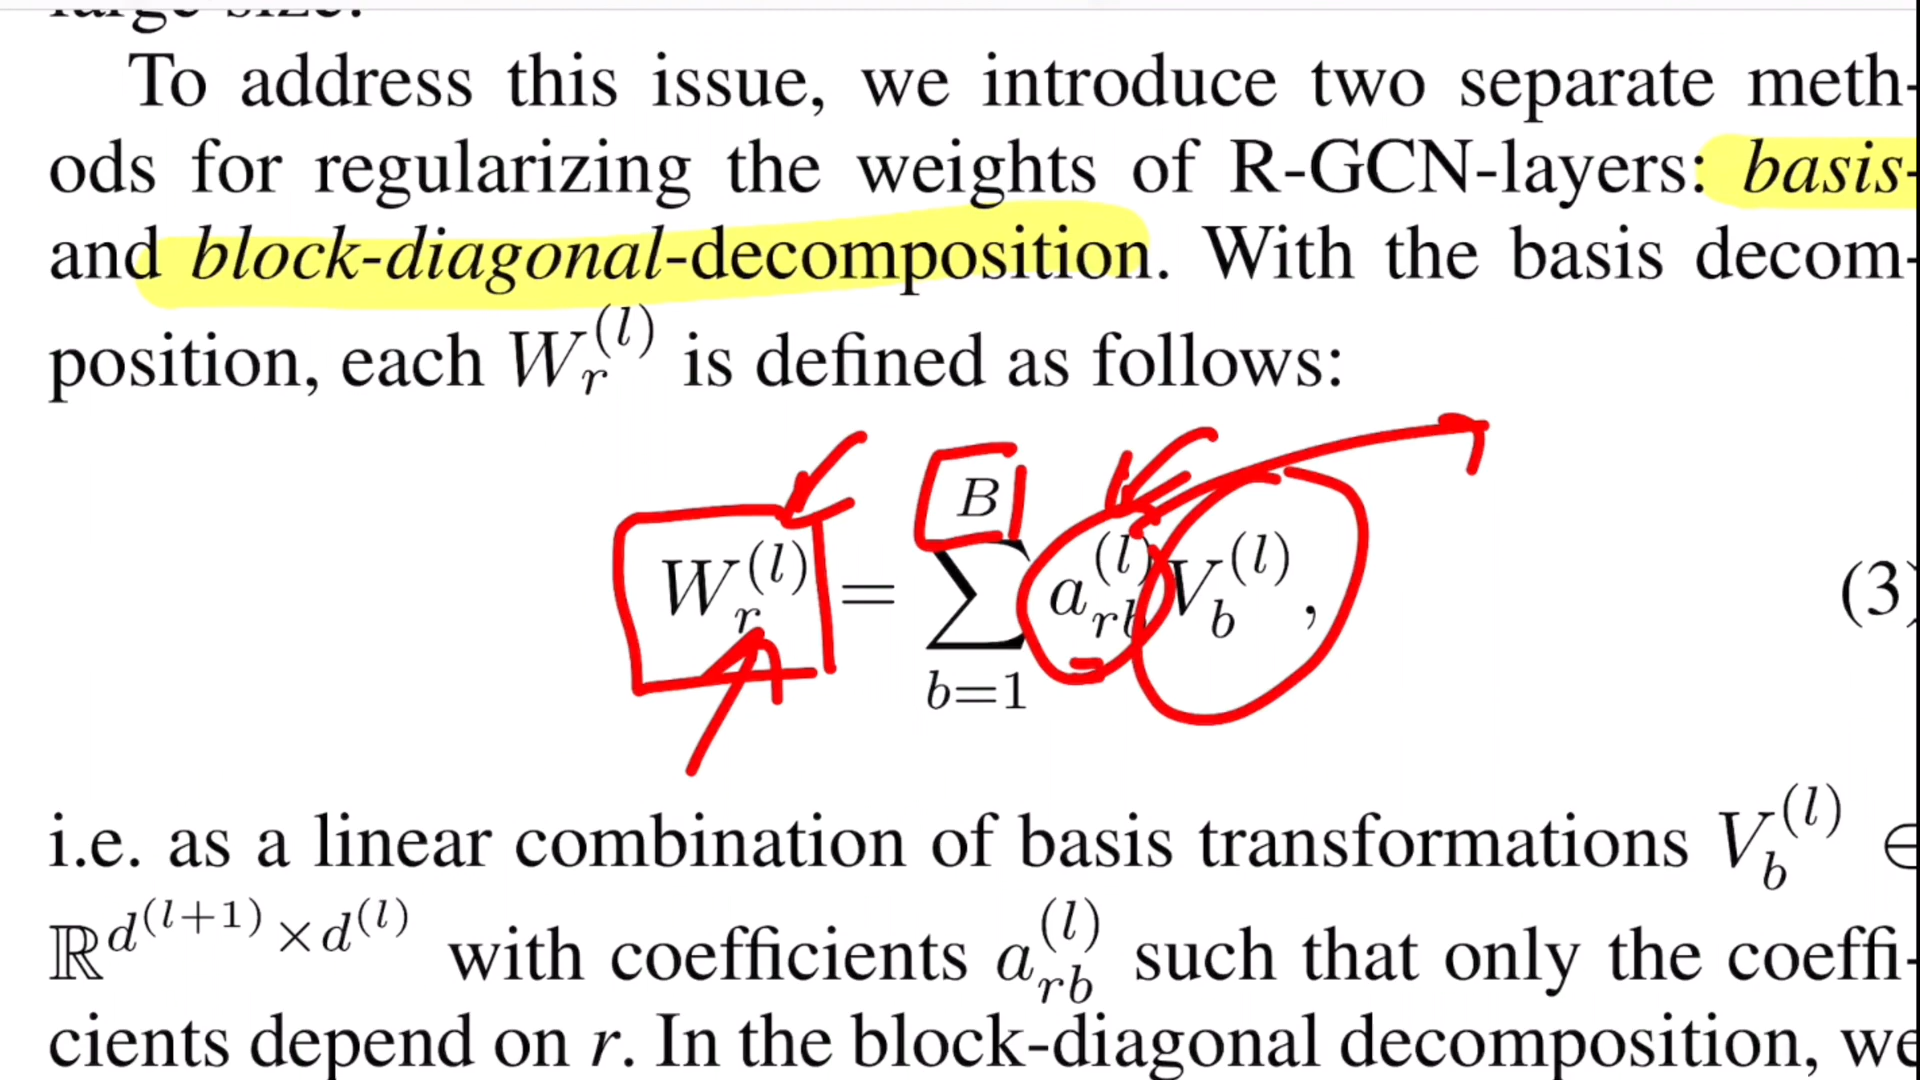 large size.
To address this issue, we introduce two separate meth-
ods for regularizing the weights of R-GCN-layers: basis-
and block-diagonal-decomposition. With the basis decom-
position, each W_r^{(l)} is defined as follows:
W_r^{(l)} = \sum_{b=1}^{B} a_{rb}^{(l)} V_b^{(l)}, (3)
i.e. as a linear combination of basis transformations V_b^{(l)} ∈
ℝ^{d^{(l+1)} × d^{(l)}} with coefficients a_{rb}^{(l)} such that only the coeffi-
cients depend on r. In the block-diagonal decomposition, we